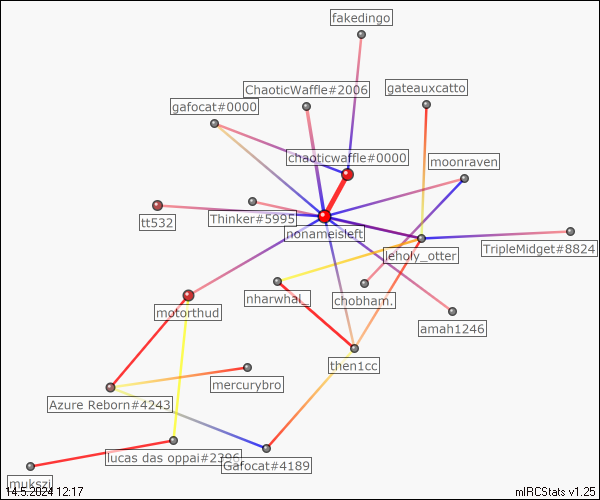 fakedingo
ChaoticWaffle#2006
gateauxcatto
gafocat#0000
chaoticwaffle#0000
moonraven
Thinker#5995
tt532
nonameisleft
leholy_otter
TripleMidget#8824
nharwhal_
chobham.
motorthud
amah1246
then1cc
mercurybro
Azure Reborn#4243
lucas das oppai#2396
Gafocat#4189
mukszi
14.5.2024 12:17
mIRCStats v1.25